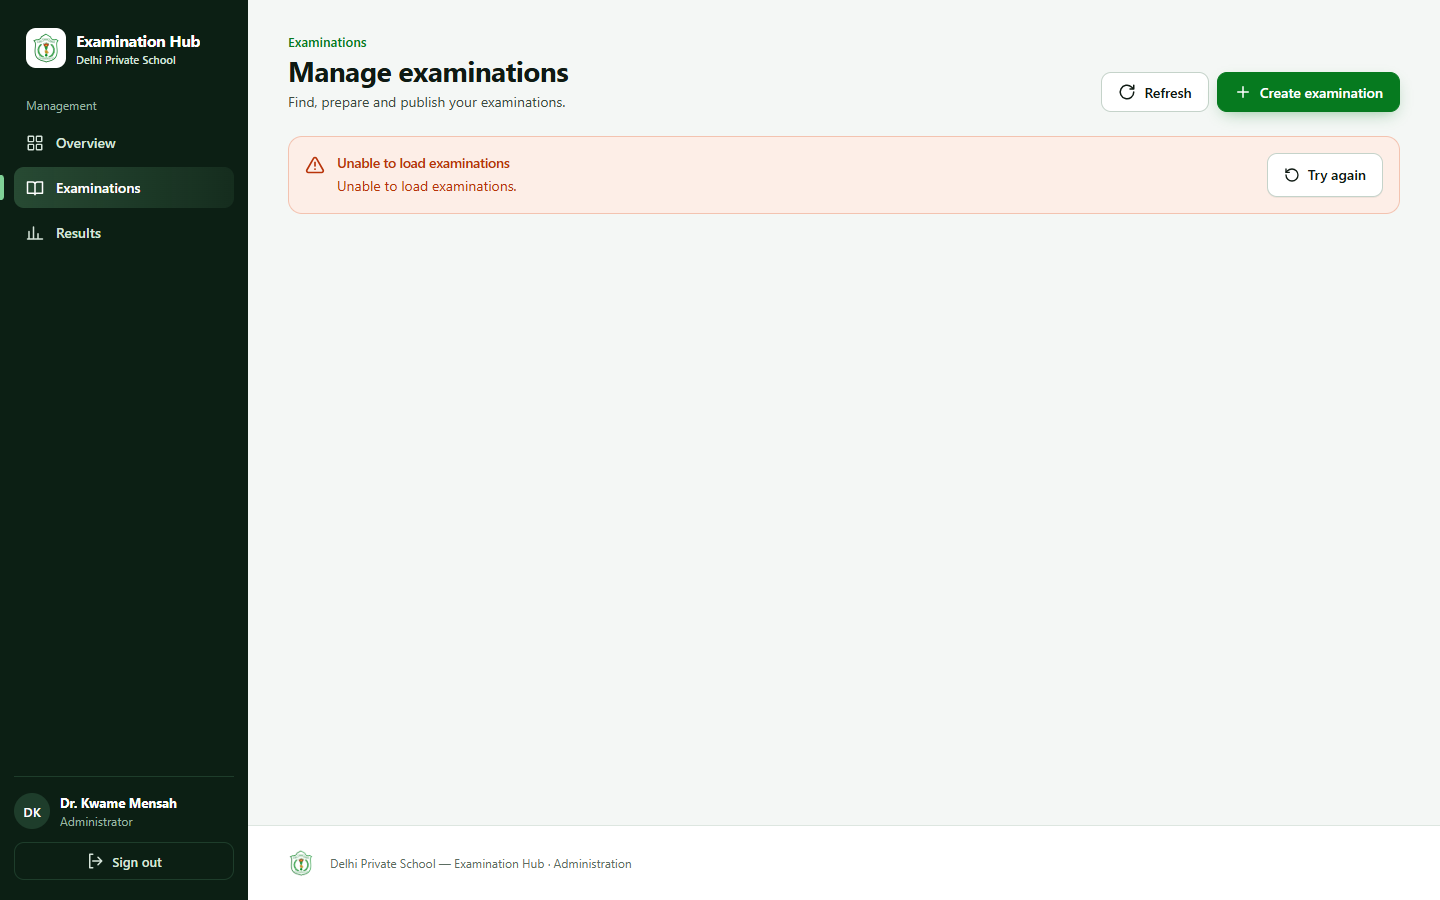 Examination Hub
Delhi Private School
Management
Overview
Examinations
Results
Dr. Kwame Mensah
DK
Administrator
Sign out
Examinations
Manage examinations
Find, prepare and publish your examinations.
Refresh
Create examination
Unable to load examinations
Unable to load examinations.
Try again
Delhi Private School — Examination Hub · Administration